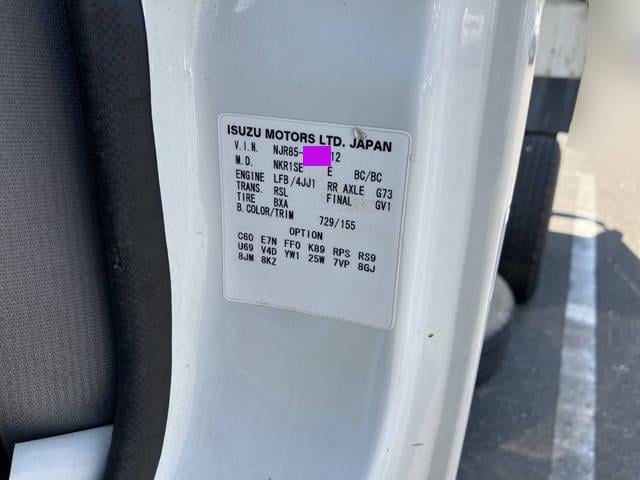 ISUZU MOTORS LTD. JAPAN
V.I.N. NJR85- 12
M.D. NKR1SE E BC/BC
ENGINE LFB/4JJ1 RR AXLE G73
TRANS. RSL FINAL GV1
TIRE BXA
B.COLOR/TRIM 729/155
OPTION
C60 E7N FF0 K89 RPS RS9
U69 V4D YW1 25W 7VP 8GJ
8JM 8KZ